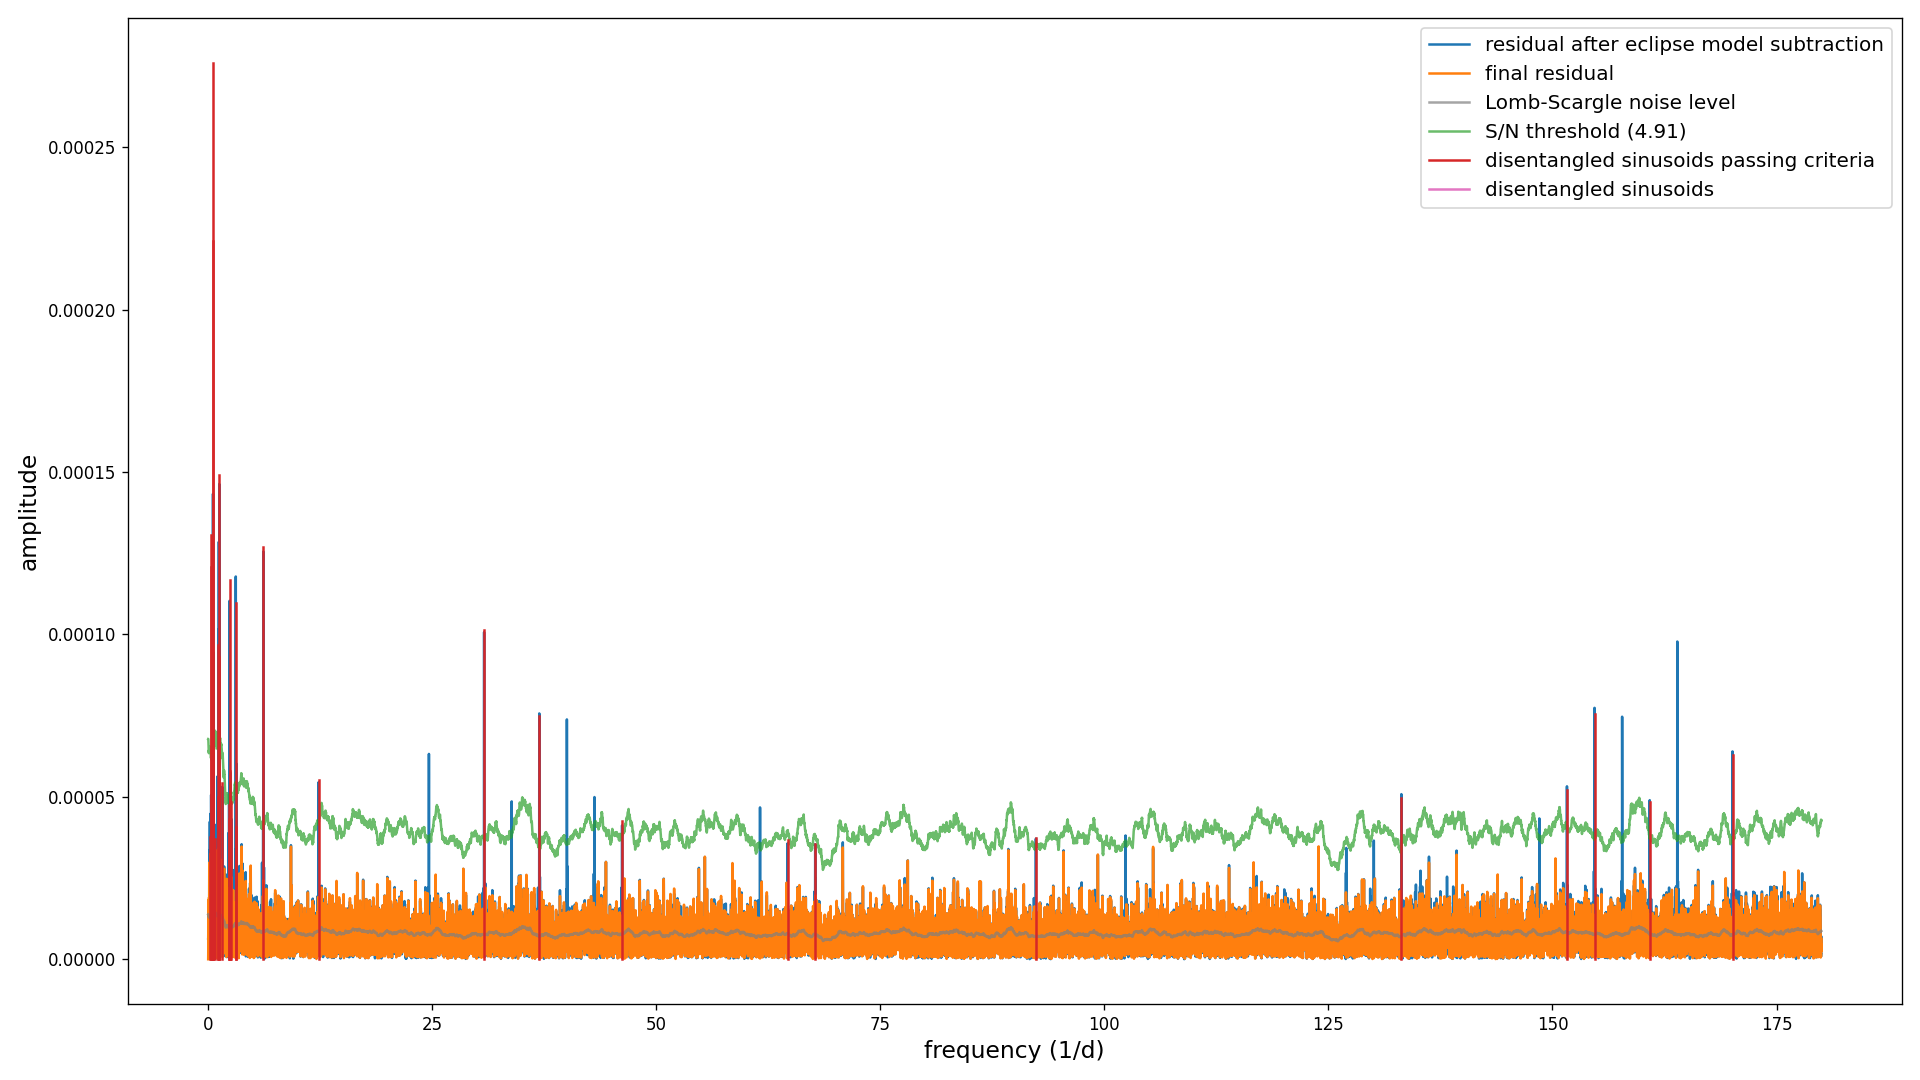 residual after eclipse model subtraction
final residual
Lomb-Scargle noise level
S/N threshold (4.91)
disentangled sinusoids passing criteria
disentangled sinusoids
amplitude
0.00025
0.00020
0.00015
0.00010
0.00005
0.00000
0 25 50 75 100 125 150 175
frequency (1/d)